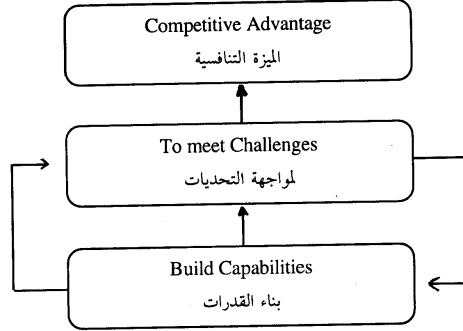 Competitive Advantage
الميزة التنافسية
To meet Challenges
لمواجهة التحديات
Build Capabilities
بناء القدرات